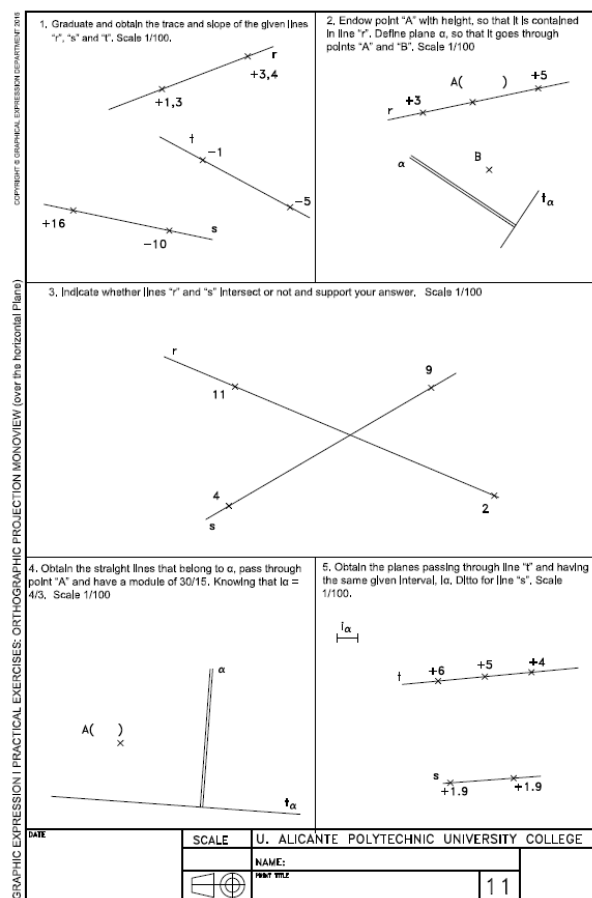 COPYRIGHT © GRAPHICAL EXPRESSION DEPARTMENT 2015
GRAPHIC EXPRESSION I PRACTICAL EXERCISES: ORTHOGRAPHIC PROJECTION MONOVIEW (over the horizontal Plane)
1. Graduate and obtain the trace and slope of the given lines
"r", "s" and "t". Scale 1/100.
r
+3,4
+1,3
t
-1
-5
+16
-10
s
2. Endow point "A" with height, so that it is contained
in line "r". Define plane α, so that it goes through
points "A" and "B". Scale 1/100
A( )
+5
+3
r
B
α
tα
3. Indicate whether lines "r" and "s" intersect or not and support your answer. Scale 1/100
r
9
11
4
2
s
4. Obtain the straight lines that belong to α, pass through
point "A" and have a module of 30/15. Knowing that Iα =
4/3. Scale 1/100
α
A( )
tα
5. Obtain the planes passing through line "t" and having
the same given interval, Iα. Ditto for line "s". Scale
1/100.
iα
t
+6
+5
+4
s
+1.9
+1.9
DATE
SCALE
U. ALICANTE POLYTECHNIC UNIVERSITY COLLEGE
NAME:
PRINT TITLE
11